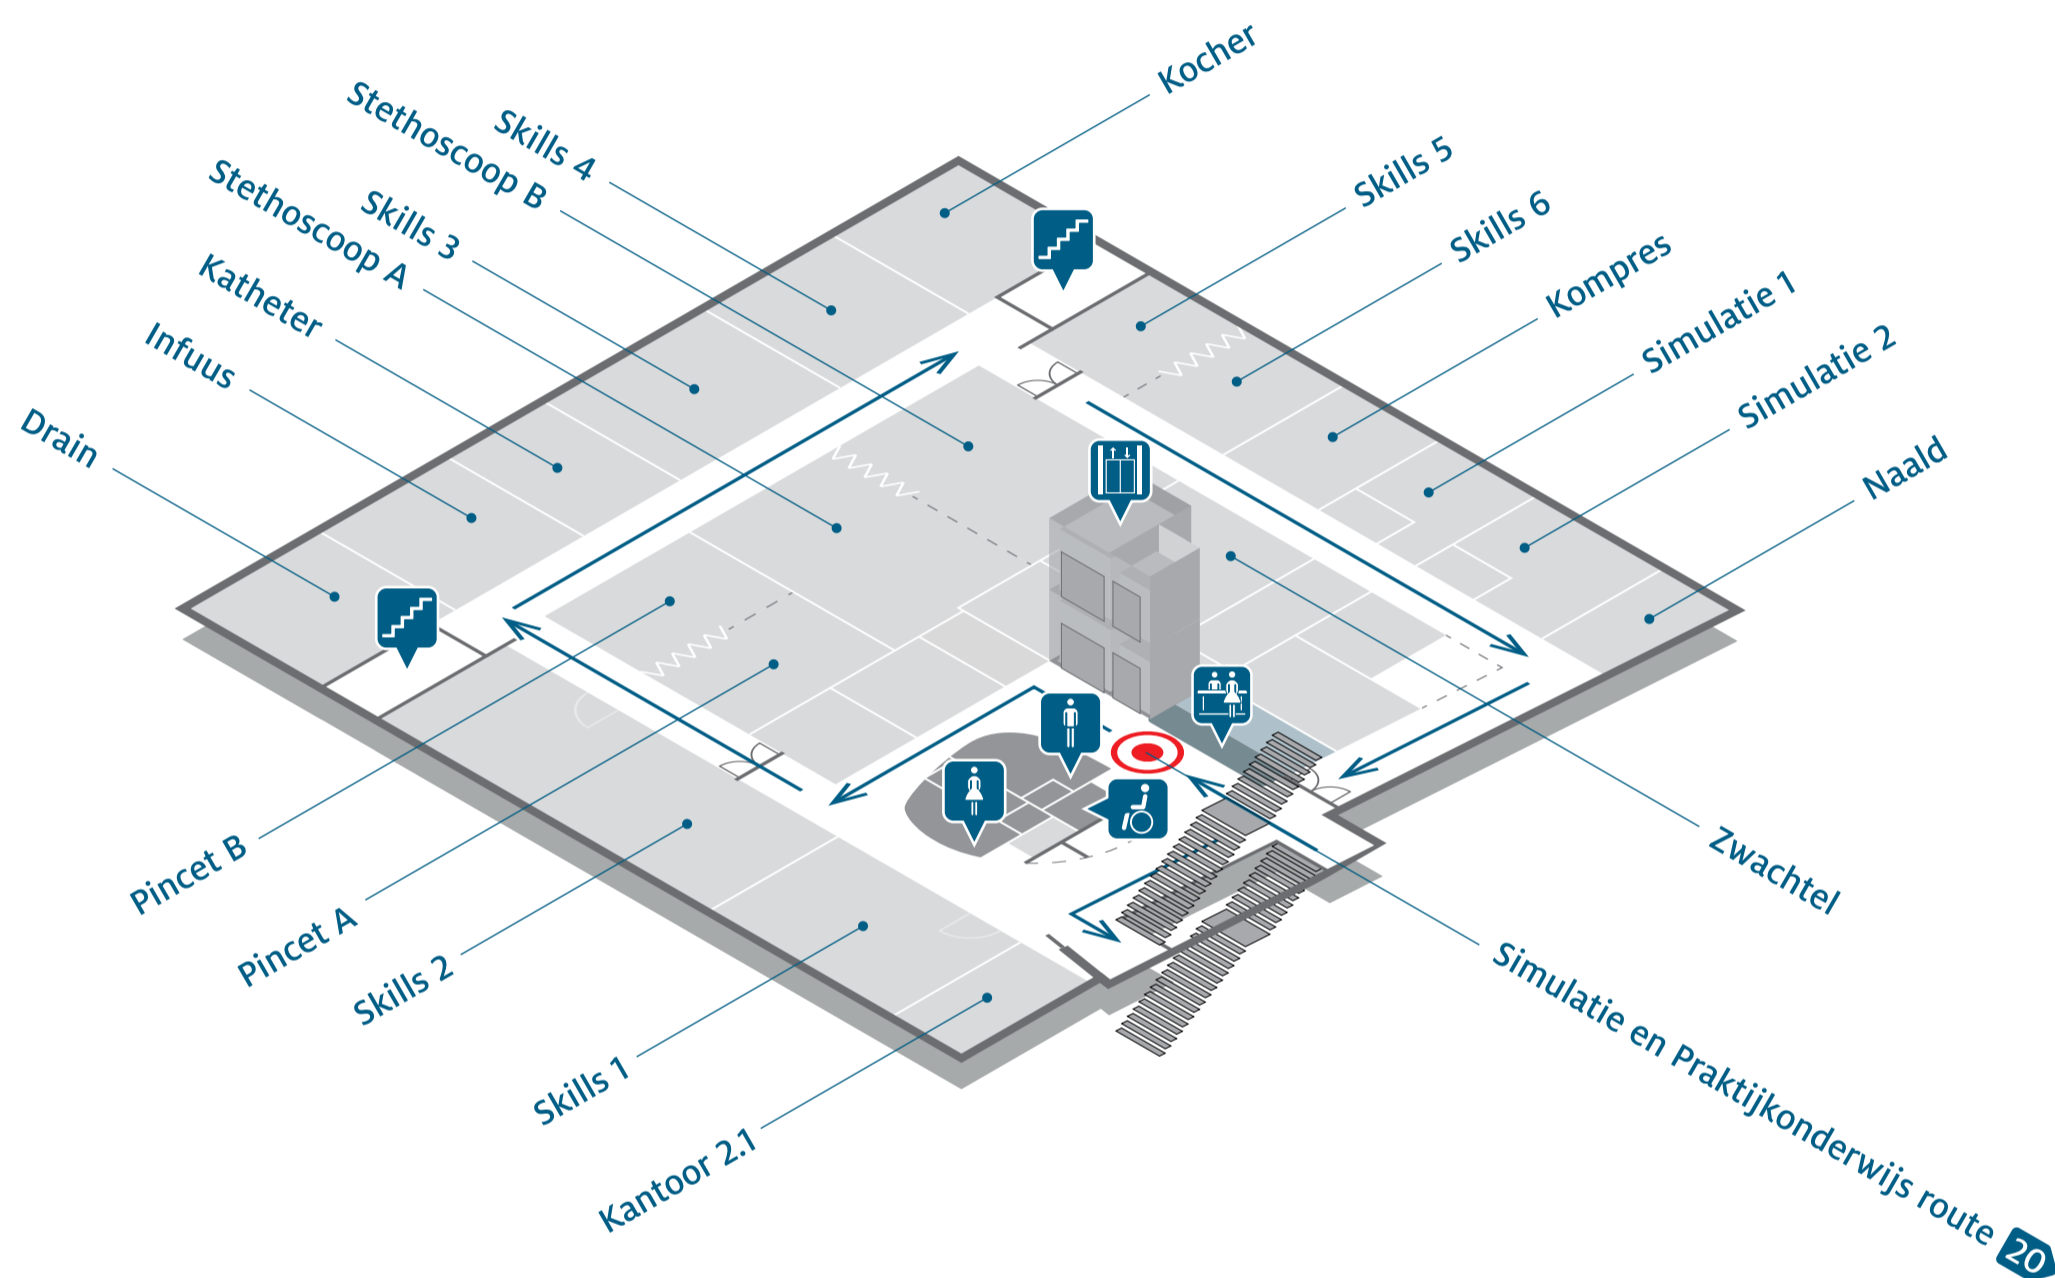 Kocher
Skills 4
Stethoscoop B
Skills 5
Skills 3
Stethoscoop A
Skills 6
Katheter
Kompres
Infuus
Simulatie 1
Drain
Simulatie 2
Naald
Pincet B
Zwachtel
Pincet A
Skills 2
Simulatie en Praktijkonderwijs route 20
Skills 1
Kantoor 2.1